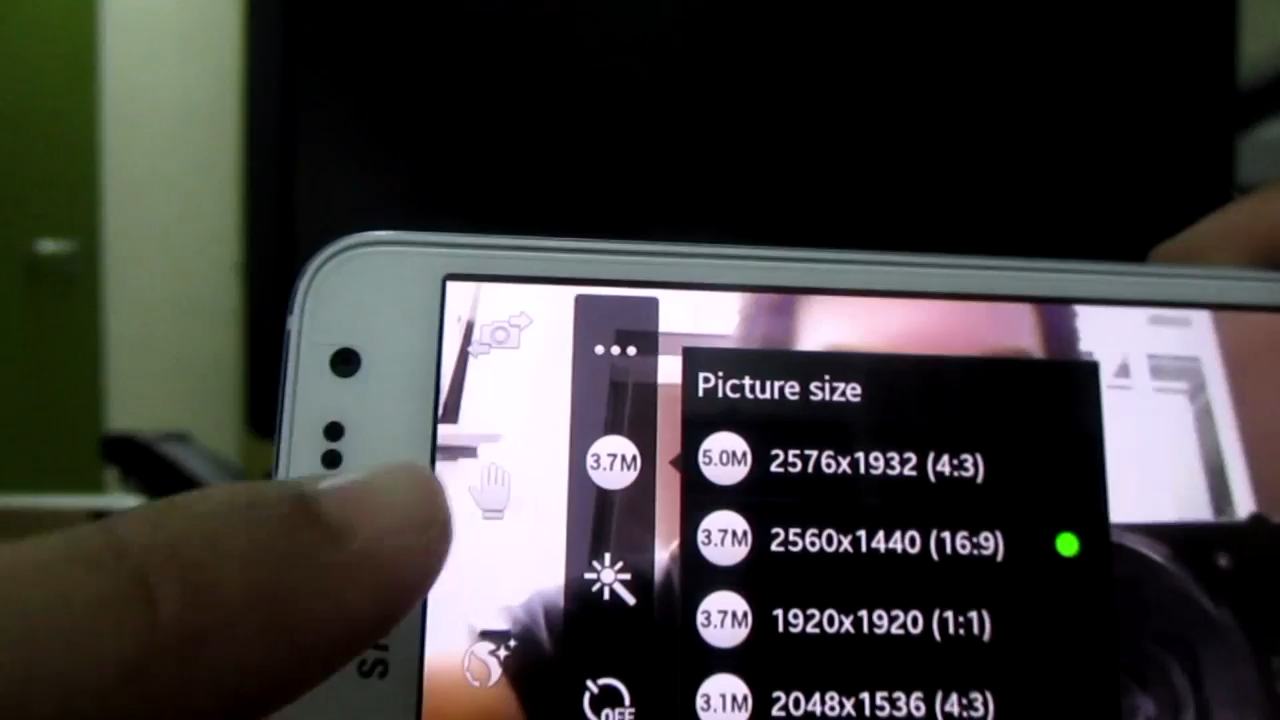 3.7M
OFF
Picture size
5.0M 2576x1932 (4:3)
3.7M 2560x1440 (16:9)
3.7M 1920x1920 (1:1)
3.1M 2048x1536 (4:3)